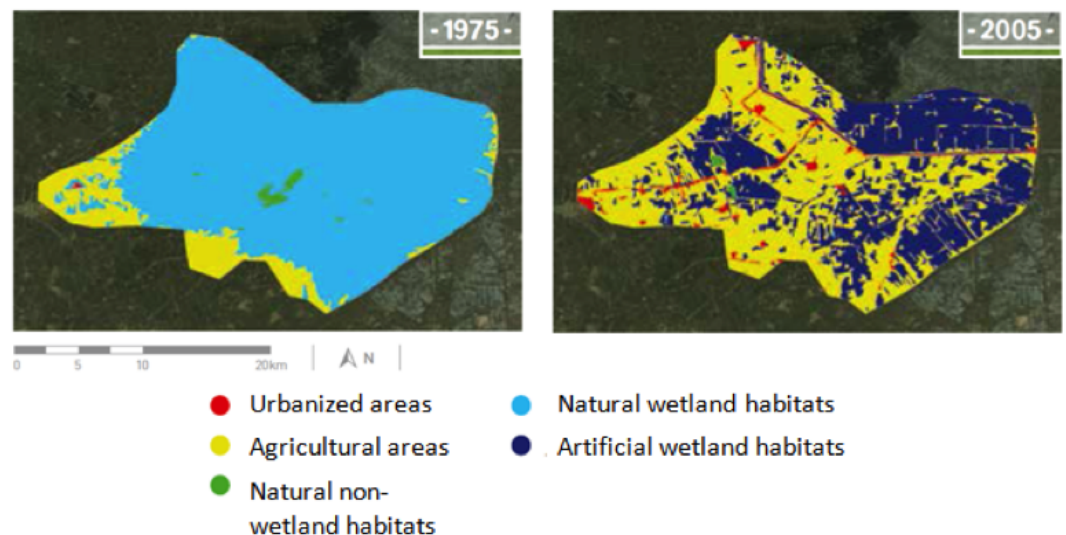 -1975-
-2005-
0 5 10 20km
N
Urbanized areas
Natural wetland habitats
Agricultural areas
Artificial wetland habitats
Natural non-
wetland habitats